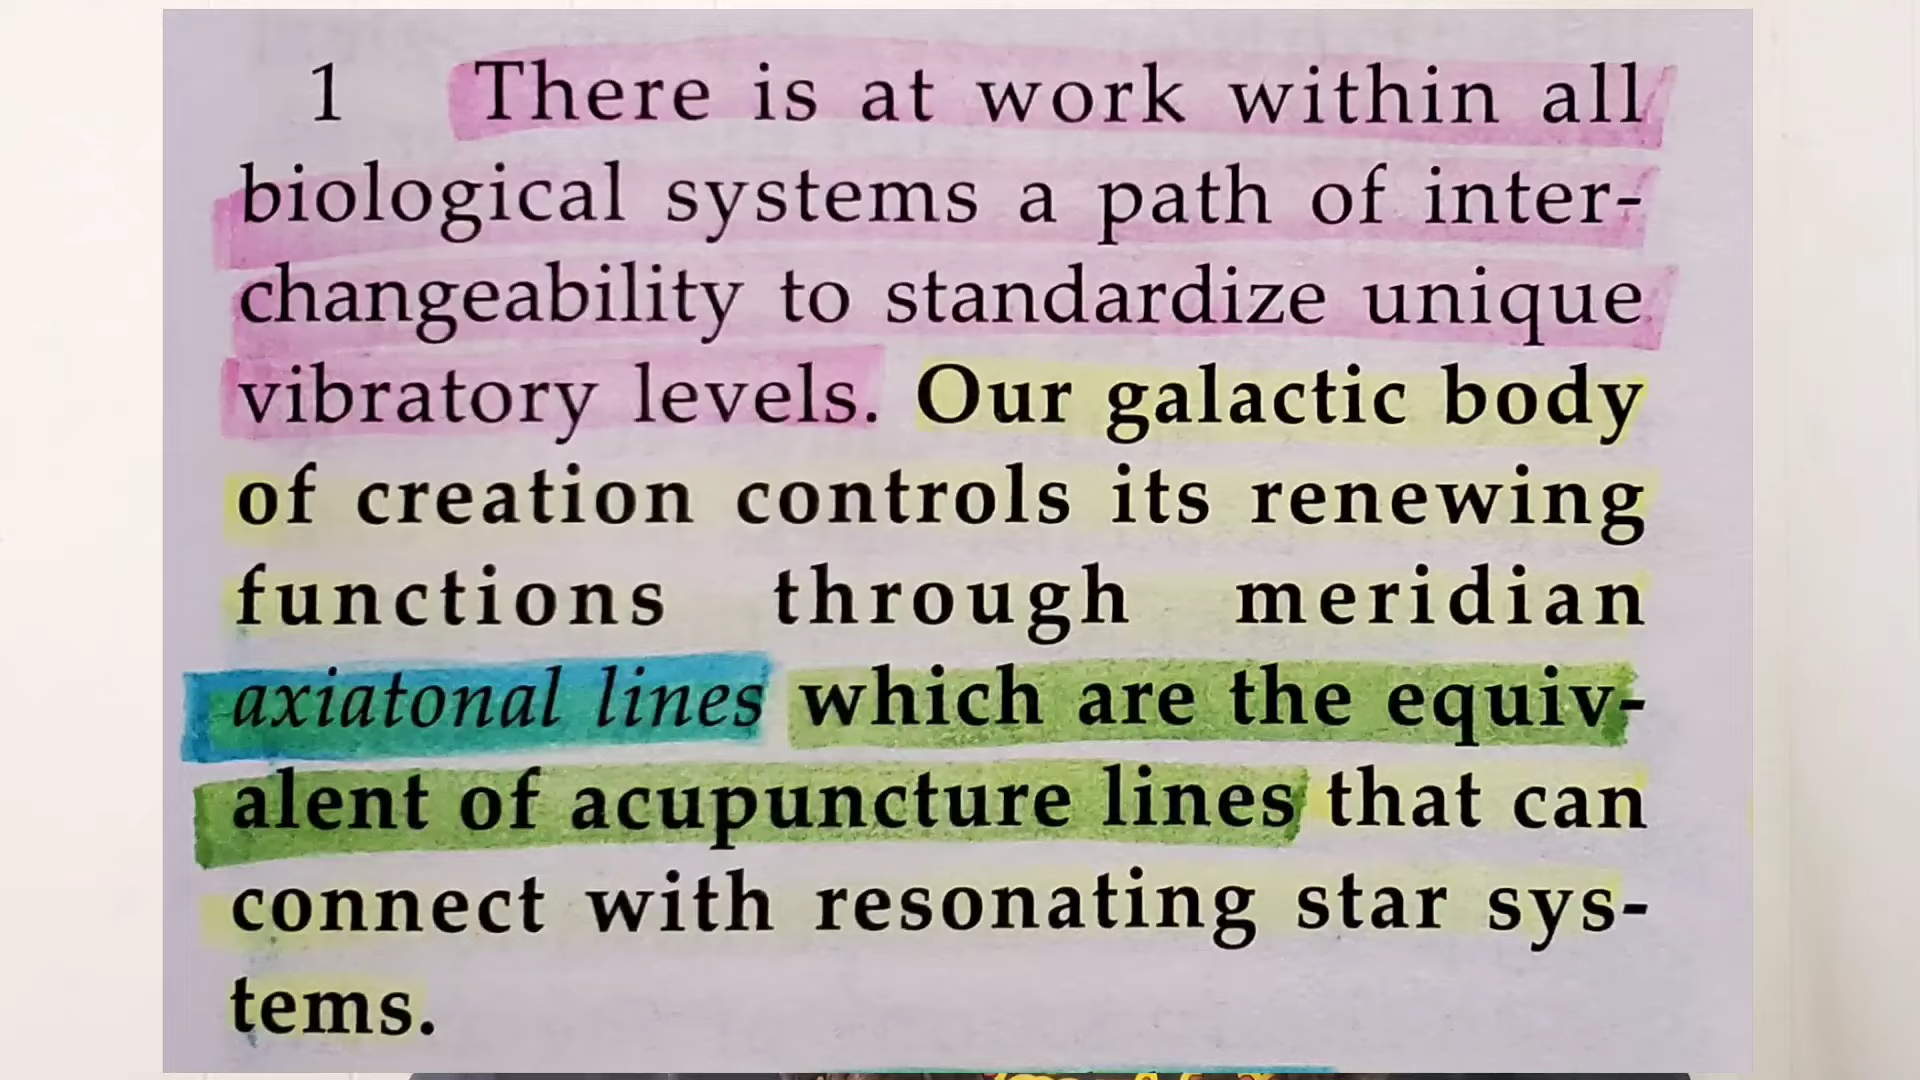 1 There is at work within all
biological systems a path of inter-
changeability to standardize unique
vibratory levels. Our galactic body
of creation controls its renewing
functions through meridian
axiatonal lines which are the equiv-
alent of acupuncture lines that can
connect with resonating star sys-
tems.